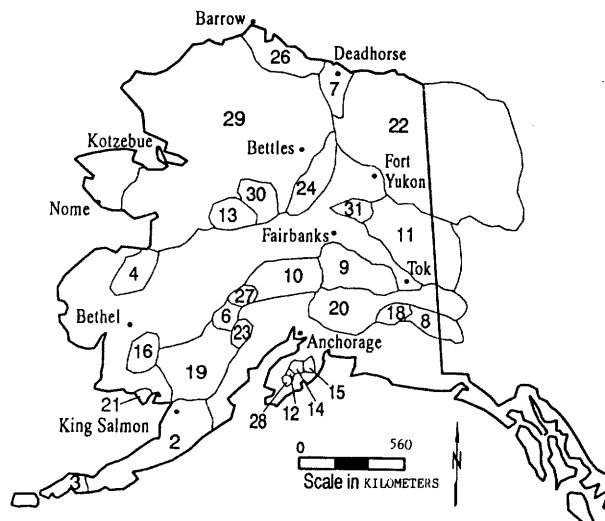 Barrow
26
Deadhorse
7
29
22
Kotzebue
Bettles
Fort
Yukon
24
30
13
31
Nome
Fairbanks
11
4
10
9
Tok
27
Bethel
6
20
18
8
23
Anchorage
16
19
15
21
14
12
28
King Salmon
2
0 560
Scale in KILOMETERS
N
3